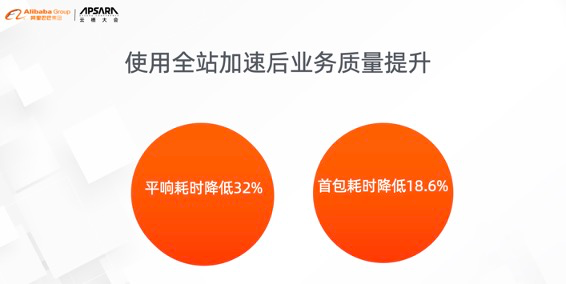 Alibaba Group
阿里巴巴集团
APSARA
云栖大会
使用全站加速后业务质量提升
平响耗时降低32%
首包耗时降低18.6%